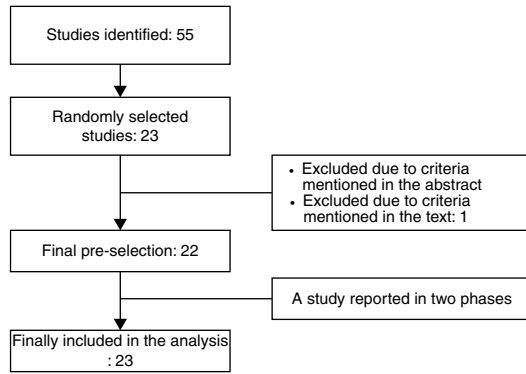 Studies identified: 55
Randomly selected
studies: 23
• Excluded due to criteria
mentioned in the abstract
• Excluded due to criteria
mentioned in the text: 1
Final pre-selection: 22
A study reported in two phases
Finally included in the analysis
: 23